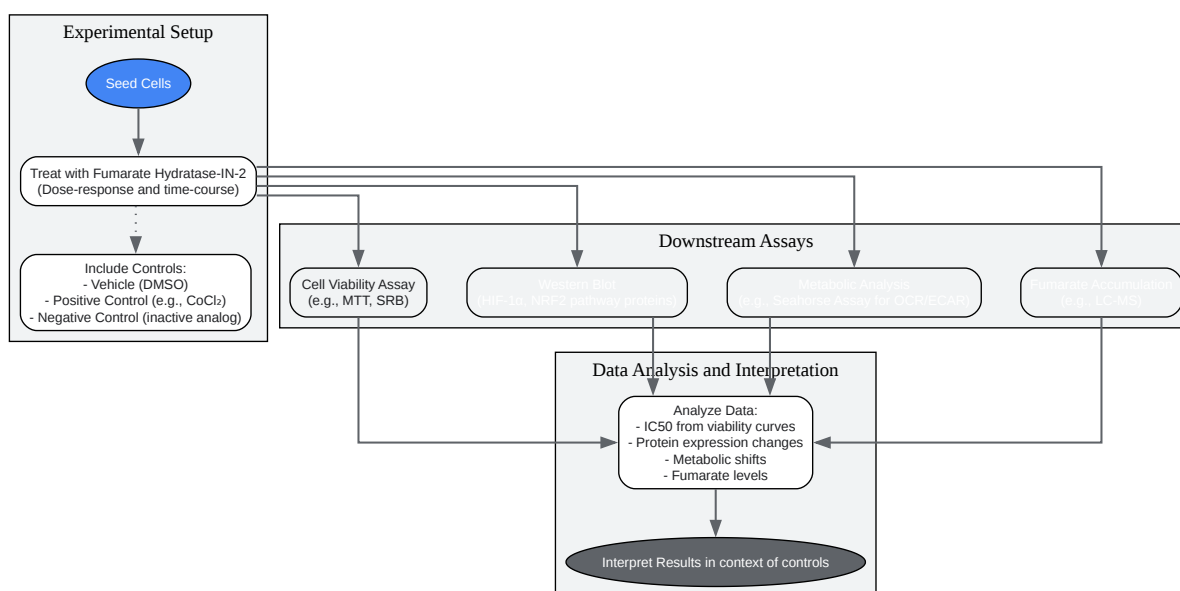 Experimental Setup
Seed Cells
Treat with Fumarate Hydratase-IN-2
(Dose-response and time-course)
Include Controls:
- Vehicle (DMSO)
- Positive Control (e.g., CoCl₂)
- Negative Control (inactive analog)
Downstream Assays
Cell Viability Assay
(e.g., MTT, SRB)
Western Blot
(HIF-1α, NRF2 pathway proteins)
Metabolic Analysis
(e.g., Seahorse Assay for OCR/ECAR)
Fumarate Accumulation
(e.g., LC-MS)
Data Analysis and Interpretation
Analyze Data:
- IC50 from viability curves
- Protein expression changes
- Metabolic shifts
- Fumarate levels
Interpret Results in context of controls